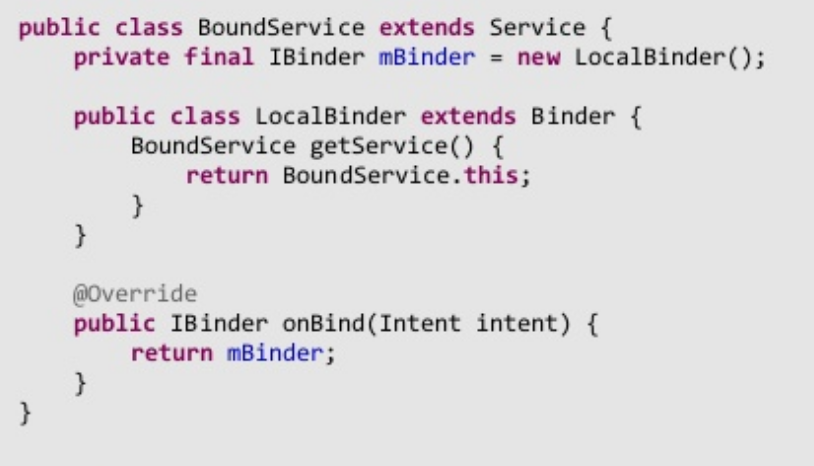 public class BoundService extends Service {
    private final IBinder mBinder = new LocalBinder();

    public class LocalBinder extends Binder {
        BoundService getService() {
            return BoundService.this;
        }
    }

    @Override
    public IBinder onBind(Intent intent) {
        return mBinder;
    }
}